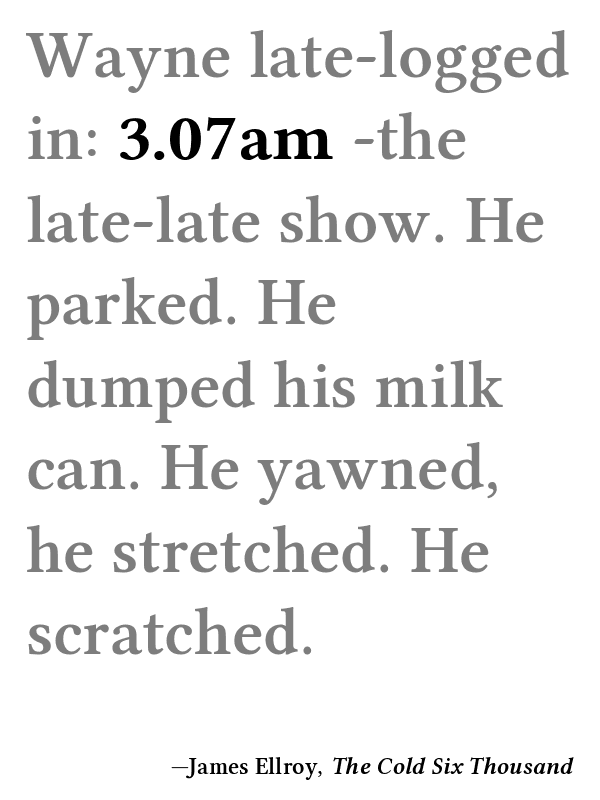 Wayne late-logged
in: 3.07am -the
late-late show. He
parked. He
dumped his milk
can. He yawned,
he stretched. He
scratched.
—James Ellroy, The Cold Six Thousand